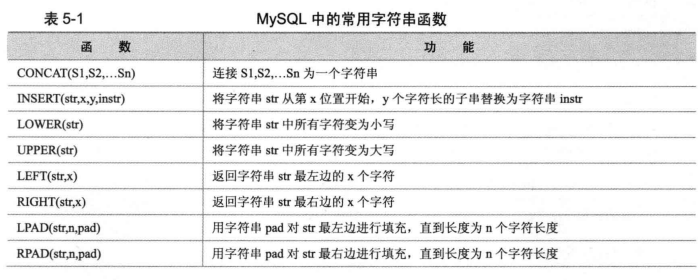 表 5-1 MySQL 中的常用字符串函数
函 数 功 能
CONCAT(S1,S2,…Sn) 连接 S1,S2,…Sn 为一个字符串
INSERT(str,x,y,instr) 将字符串 str 从第 x 位置开始，y 个字符长的子串替换为字符串 instr
LOWER(str) 将字符串 str 中所有字符变为小写
UPPER(str) 将字符串 str 中所有字符变为大写
LEFT(str,x) 返回字符串 str 最左边的 x 个字符
RIGHT(str,x) 返回字符串 str 最右边的 x 个字符
LPAD(str,n,pad) 用字符串 pad 对 str 最左边进行填充，直到长度为 n 个字符长度
RPAD(str,n,pad) 用字符串 pad 对 str 最右边进行填充，直到长度为 n 个字符长度